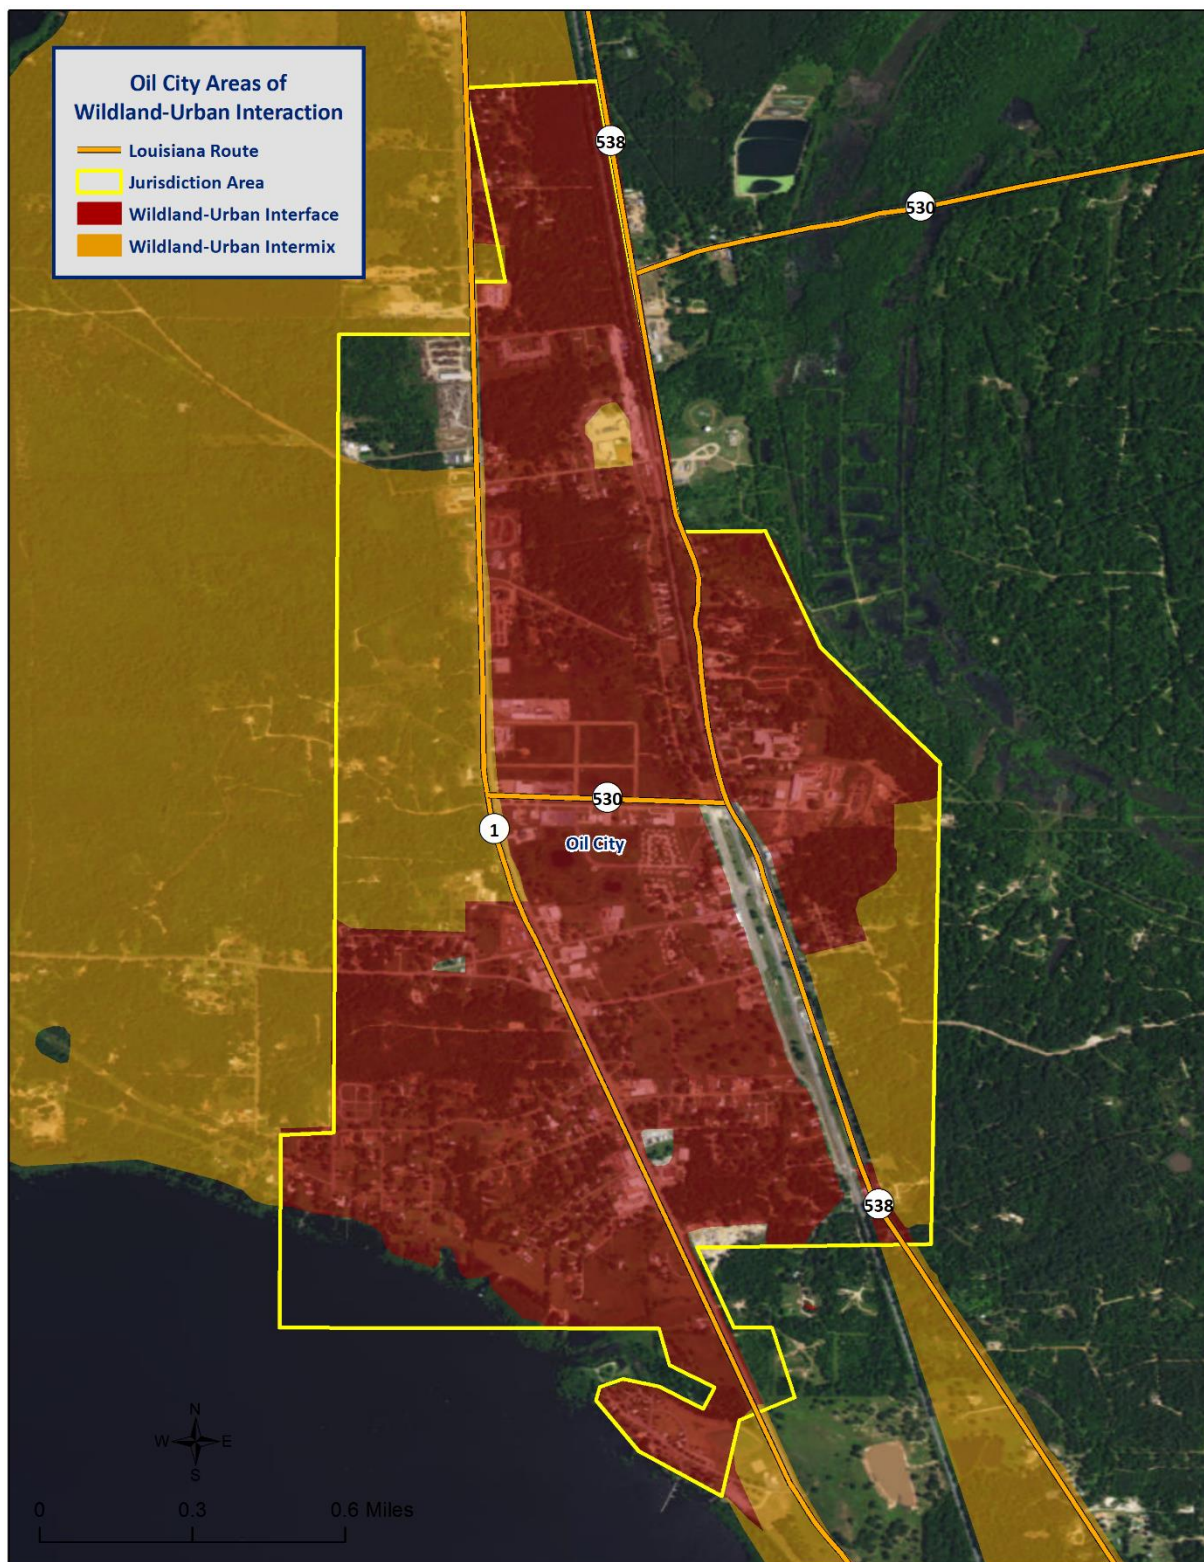 Oil City Areas of
Wildland-Urban Interaction
Louisiana Route
Jurisdiction Area
Wildland-Urban Interface
Wildland-Urban Intermix
538
530
530
1
Oil City
538
N
W E
S
0 0.3 0.6 Miles